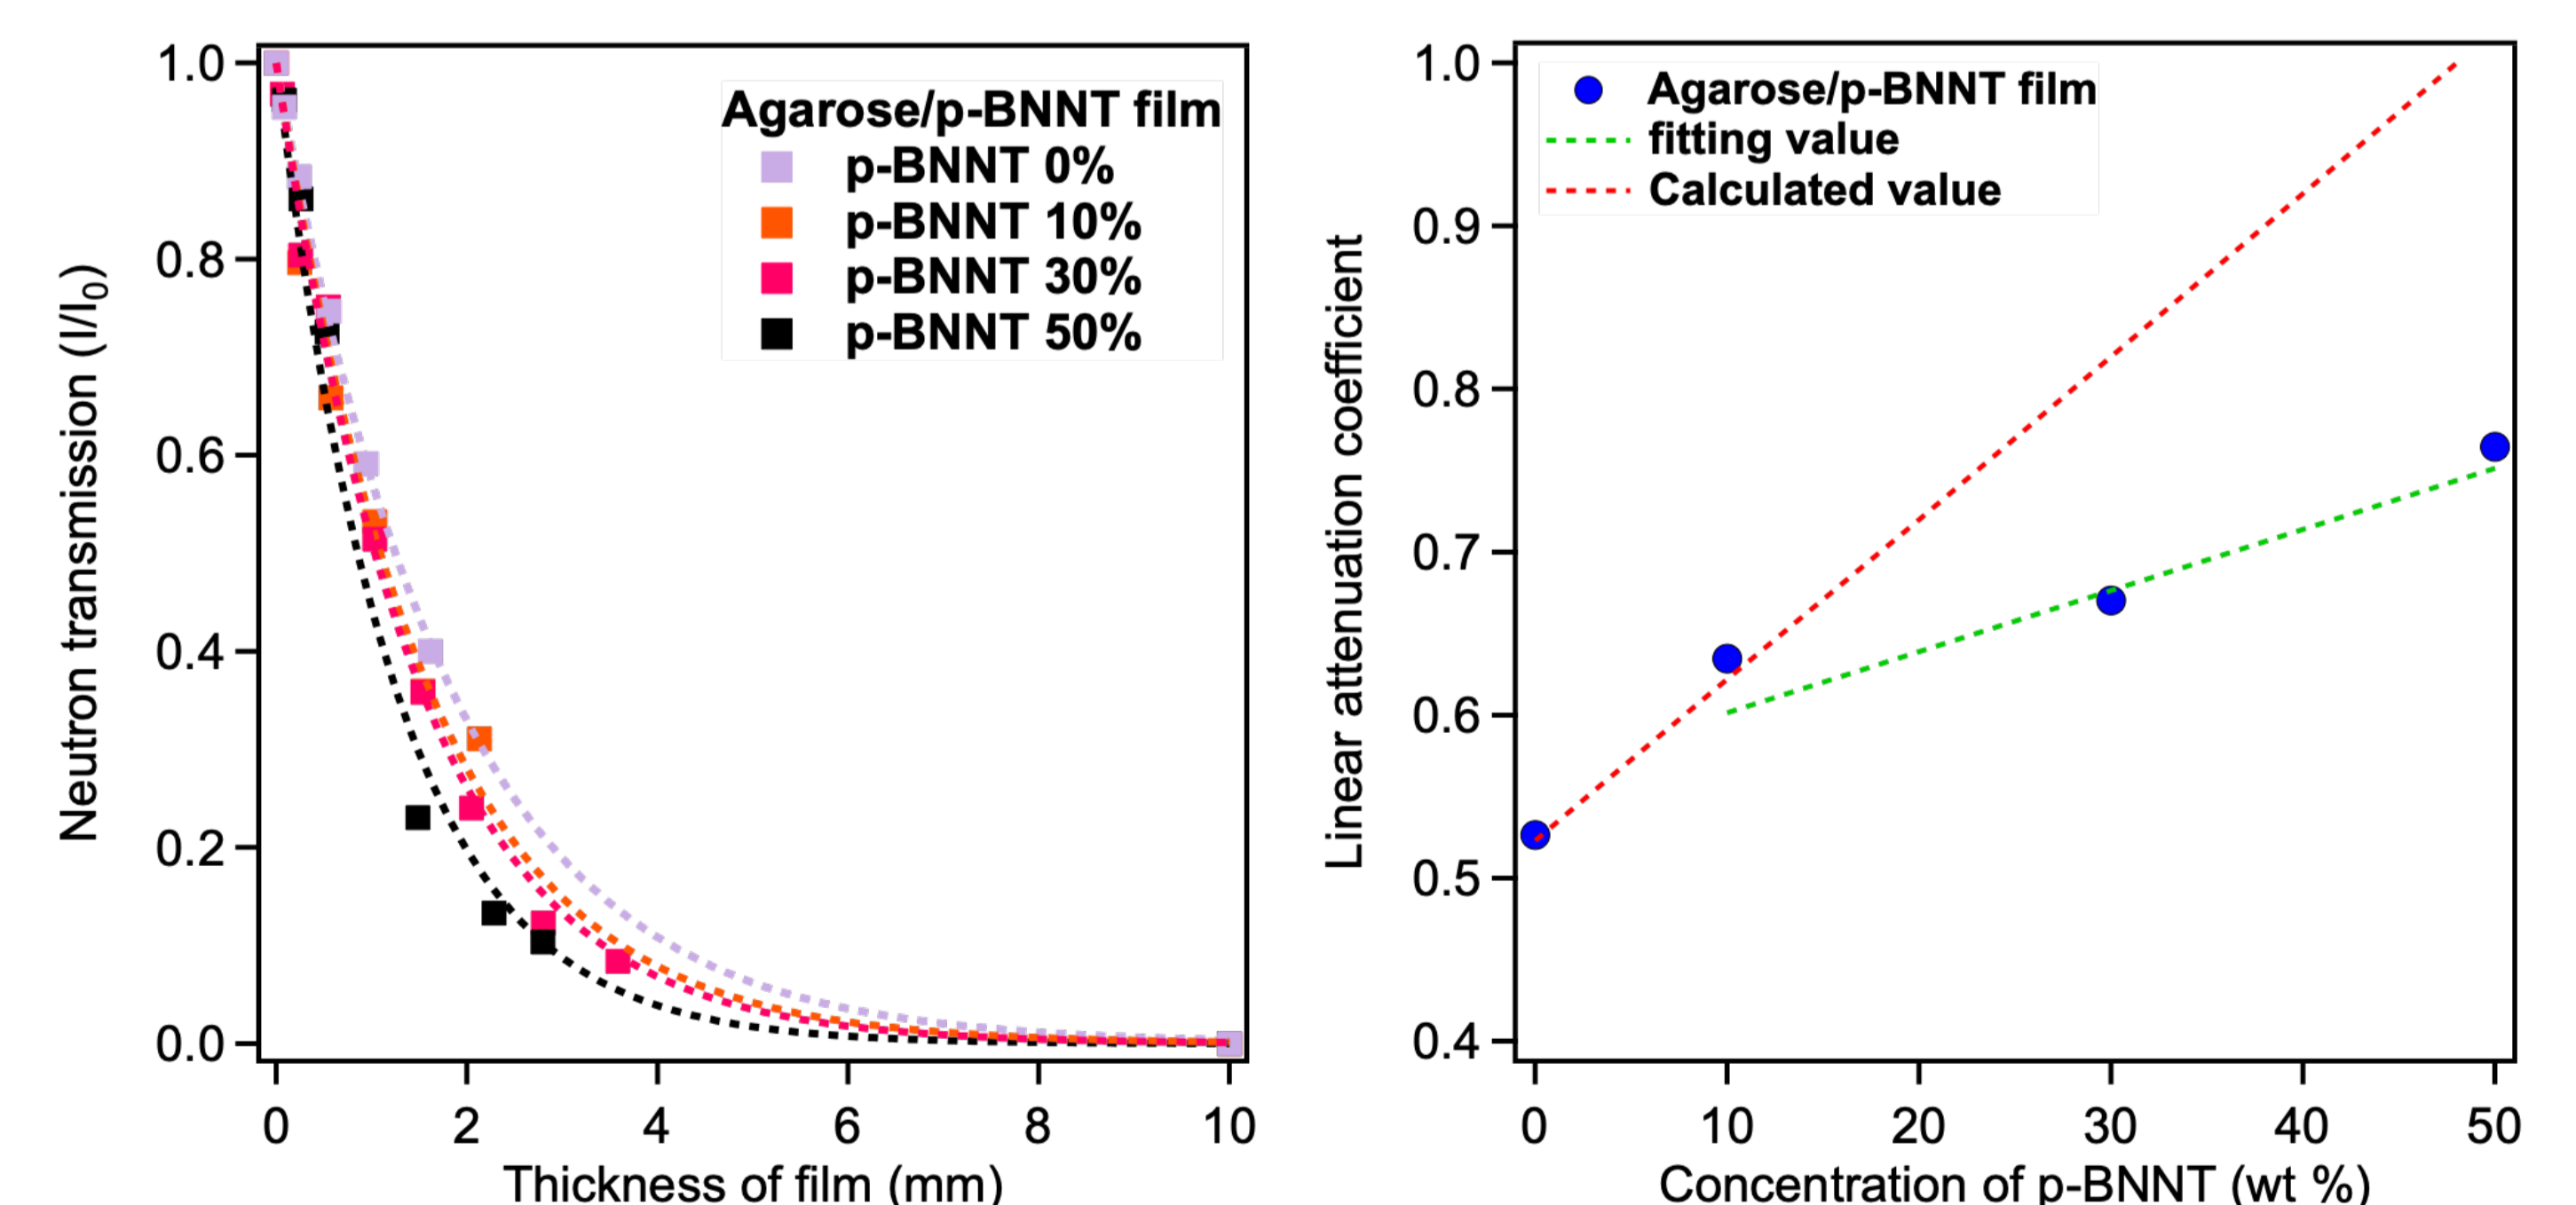 Neutron transmission (I/I₀)
1.0
0.8
0.6
0.4
0.2
0.0
Agarose/p-BNNT film
p-BNNT 0%
p-BNNT 10%
p-BNNT 30%
p-BNNT 50%
0 2 4 6 8 10
Thickness of film (mm)
Linear attenuation coefficient
1.0
0.9
0.8
0.7
0.6
0.5
0.4
Agarose/p-BNNT film
fitting value
Calculated value
0 10 20 30 40 50
Concentration of p-BNNT (wt %)